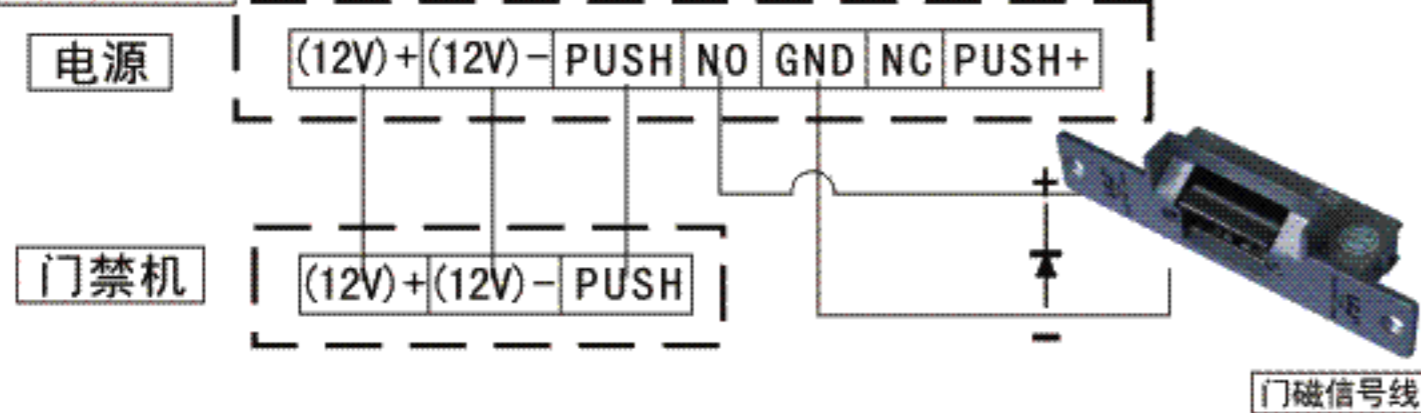 电源
(12V)+ (12V)- PUSH NO GND NC PUSH+
+
门禁机
(12V)+ (12V)- PUSH
-
门磁信号线